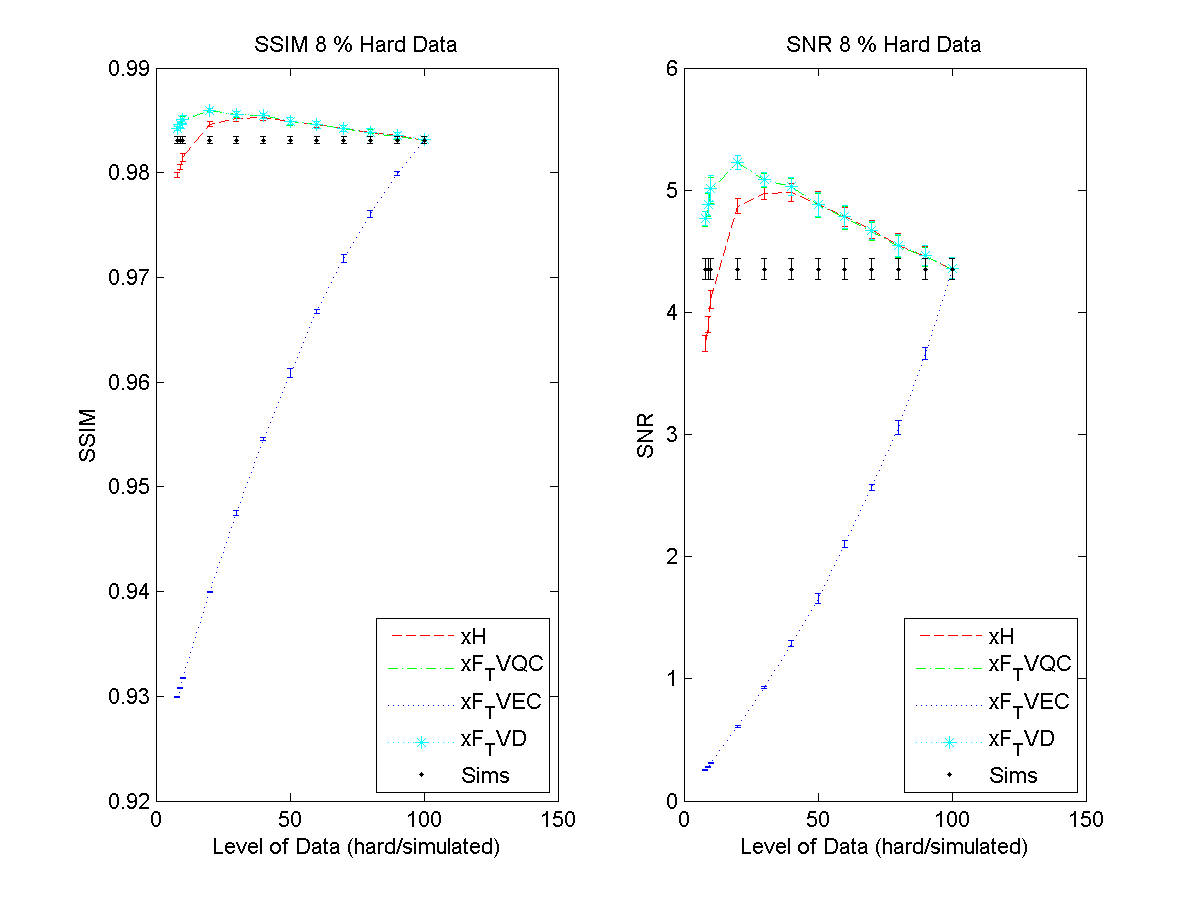 SSIM 8 % Hard Data
0.99
0.98
0.97
0.96
0.95
0.94
0.93
0.92
SSIM
0
50
100
150
Level of Data (hard/simulated)
xH
xF_TVQC
xF_TVEC
xF_TVD
Sims
SNR 8 % Hard Data
6
5
4
3
2
1
0
SNR
0
50
100
150
Level of Data (hard/simulated)
xH
xF_TVQC
xF_TVEC
xF_TVD
Sims